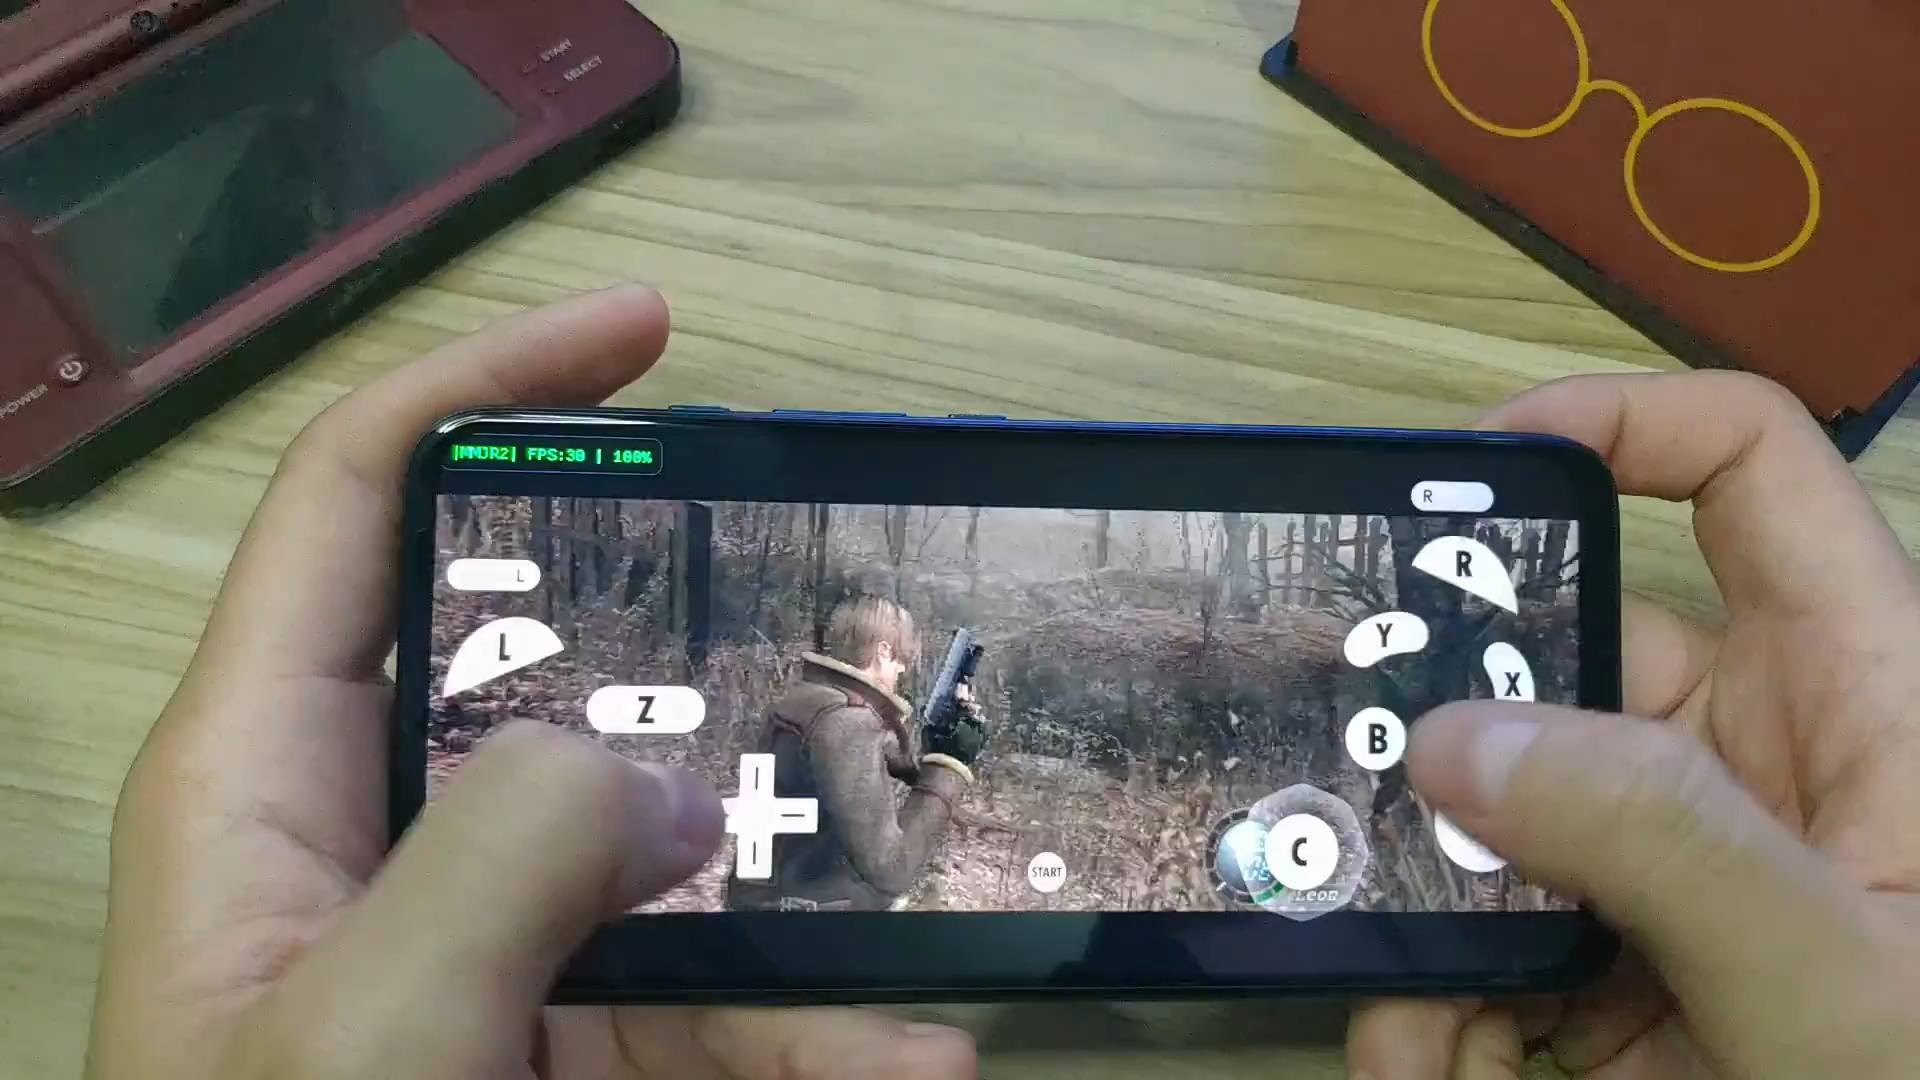 START
SELECT
POWER
|MMJR2| FPS:30 | 100%
R
L
R
L
Y
X
Z
B
C
START
Leon